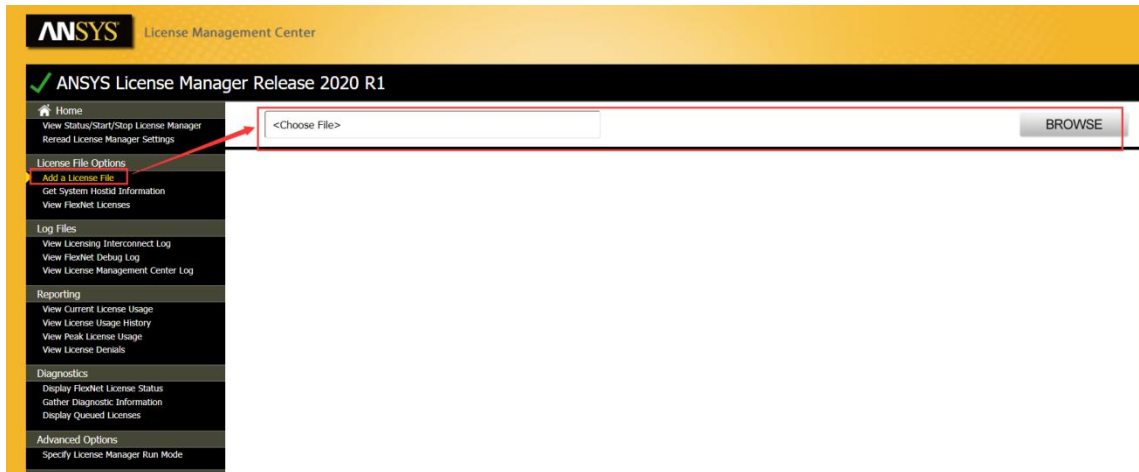 ANSYS License Management Center
ANSYS License Manager Release 2020 R1
Home
View Status/Start/Stop License Manager
Reread License Manager Settings
<Choose File>
BROWSE
License File Options
Add a License File
Get System Hostid Information
View FlexNet Licenses
Log Files
View Licensing Interconnect Log
View FlexNet Debug Log
View License Management Center Log
Reporting
View Current License Usage
View License Usage History
View Peak License Usage
View License Denials
Diagnostics
Display FlexNet License Status
Gather Diagnostic Information
Display Queued Licenses
Advanced Options
Specify License Manager Run Mode